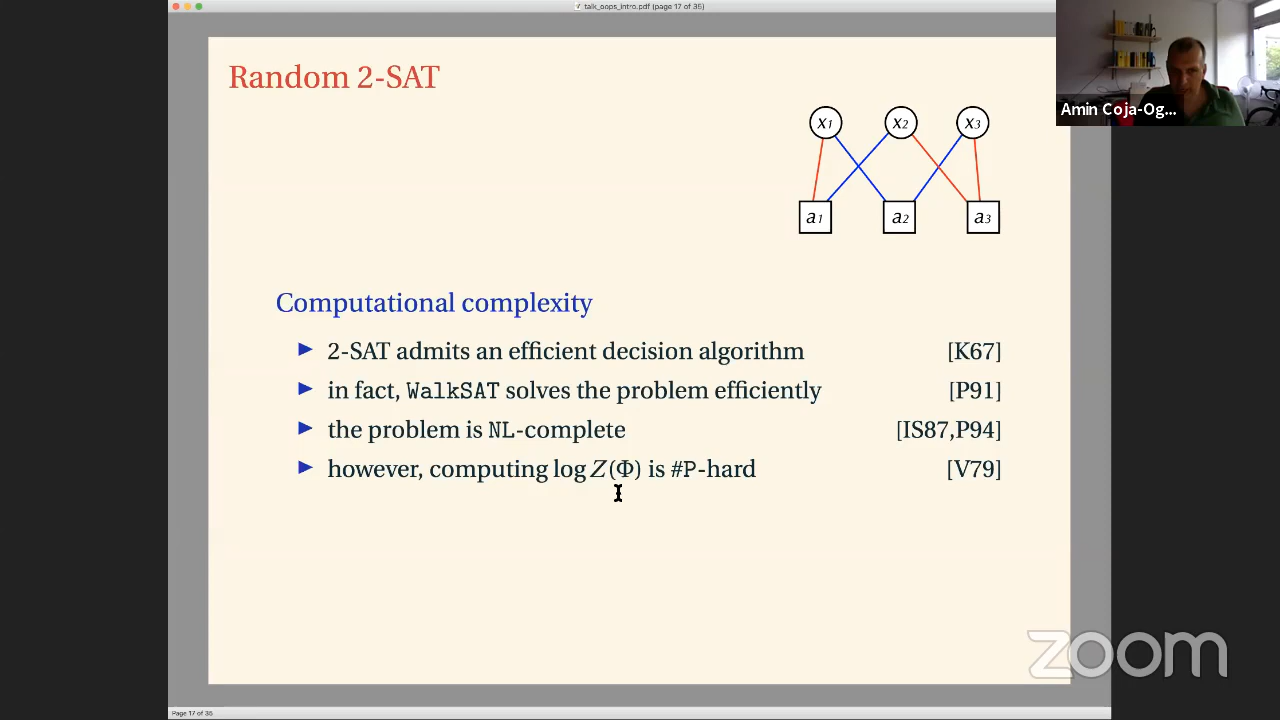 talk_oops_intro.pdf (page 17 of 35)
Random 2-SAT
x1 x2 x3
a1 a2 a3
Amin Coja-Og...
Computational complexity
2-SAT admits an efficient decision algorithm [K67]
in fact, WalkSAT solves the problem efficiently [P91]
the problem is NL-complete [IS87,P94]
however, computing log Z(Φ) is #P-hard [V79]
zoom
Page 17 of 35